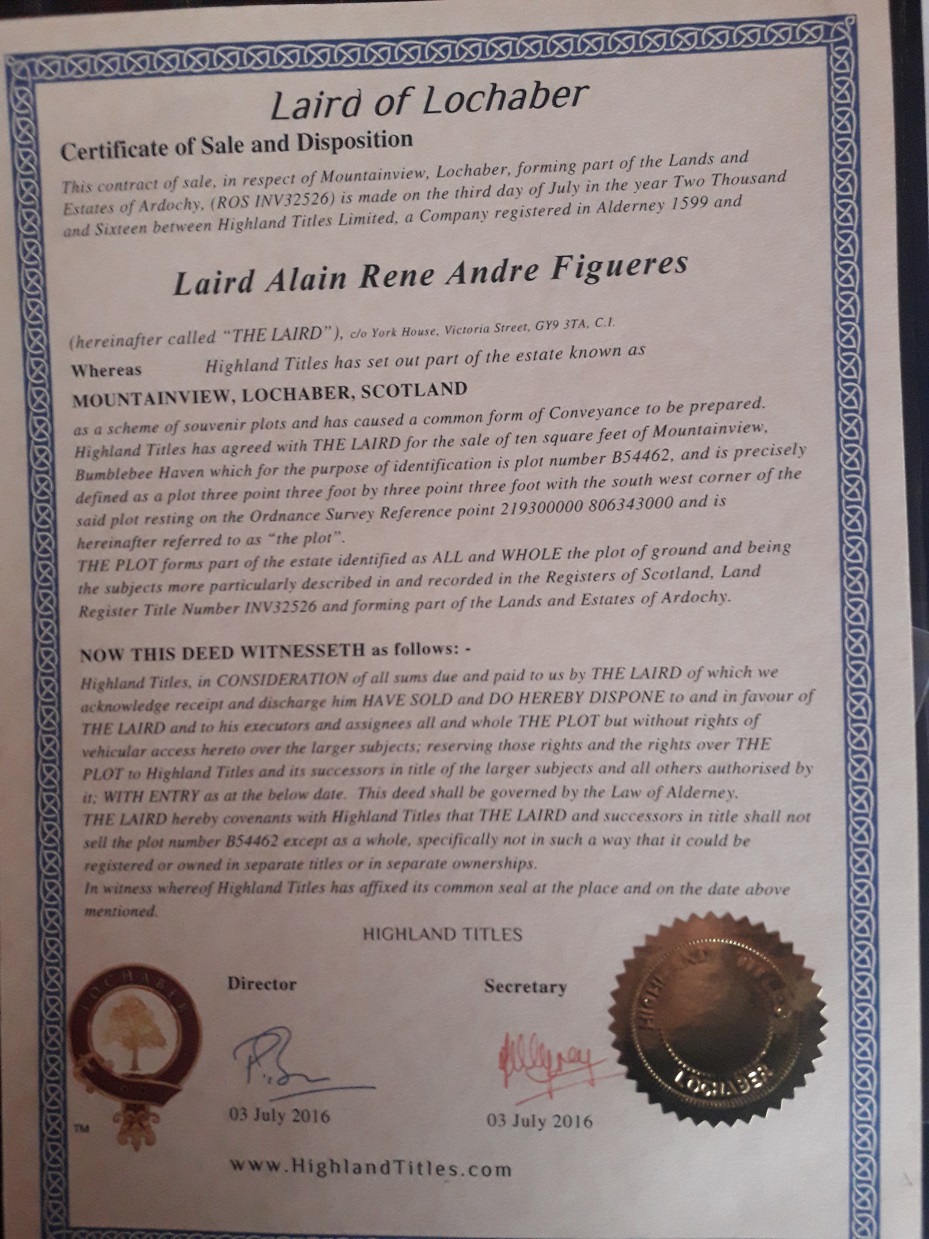 Laird of Lochaber
Certificate of Sale and Disposition
This contract of sale, in respect of Mountainview, Lochaber, forming part of the Lands and
Estates of Ardochy, (ROS INV32526) is made on the third day of July in the year Two Thousand
and Sixteen between Highland Titles Limited, a Company registered in Alderney 1599 and
Laird Alain Rene Andre Figueres
(hereinafter called "THE LAIRD"), c/o York House, Victoria Street, GY9 3TA, C.I.
Whereas Highland Titles has set out part of the estate known as
MOUNTAINVIEW, LOCHABER, SCOTLAND
as a scheme of souvenir plots and has caused a common form of Conveyance to be prepared.
Highland Titles has agreed with THE LAIRD for the sale of ten square feet of Mountainview,
Bumblebee Haven which for the purpose of identification is plot number B54462, and is precisely
defined as a plot three point three foot by three point three foot with the south west corner of the
said plot resting on the Ordnance Survey Reference point 219300000 806343000 and is
hereinafter referred to as "the plot".
THE PLOT forms part of the estate identified as ALL and WHOLE the plot of ground and being
the subjects more particularly described in and recorded in the Registers of Scotland, Land
Register Title Number INV32526 and forming part of the Lands and Estates of Ardochy.
NOW THIS DEED WITNESSETH as follows: -
Highland Titles, in CONSIDERATION of all sums due and paid to us by THE LAIRD of which we
acknowledge receipt and discharge him HAVE SOLD and DO HEREBY DISPONE to and in favour of
THE LAIRD and to his executors and assignees all and whole THE PLOT but without rights of
vehicular access hereto over the larger subjects; reserving those rights and the rights over THE
PLOT to Highland Titles and its successors in title of the larger subjects and all others authorised by
it; WITH ENTRY as at the below date. This deed shall be governed by the Law of Alderney.
THE LAIRD hereby covenants with Highland Titles that THE LAIRD and successors in title shall not
sell the plot number B54462 except as a whole, specifically not in such a way that it could be
registered or owned in separate titles or in separate ownerships.
In witness whereof Highland Titles has affixed its common seal at the place and on the date above
mentioned.
HIGHLAND TITLES
Director Secretary
LOCHABER
HIGHLAND TITLES
LOCHABER
TM
03 July 2016 03 July 2016
www.HighlandTitles.com